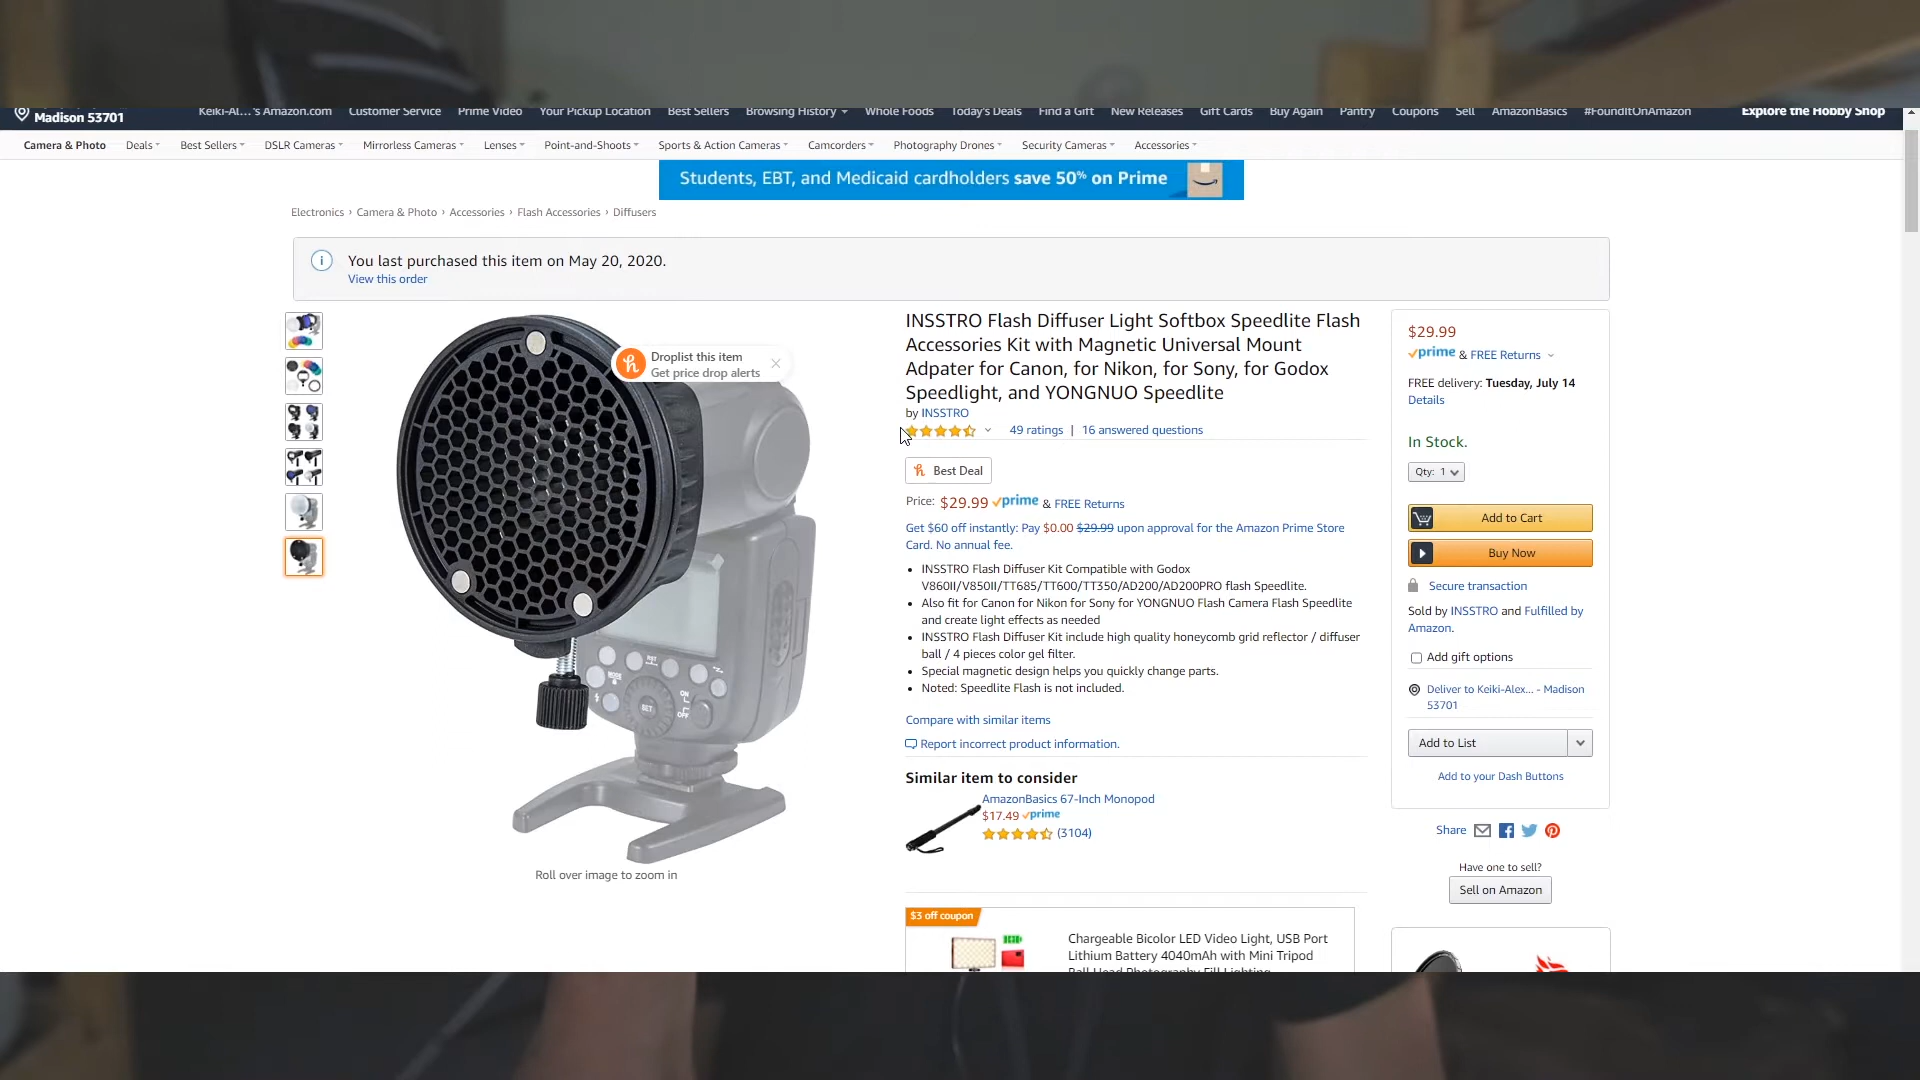 Madison 53701
Keiki-Al...'s Amazon.com Customer Service Prime Video Your Pickup Location Best Sellers Browsing History Whole Foods Today's Deals Find a Gift New Releases Gift Cards Buy Again Pantry Coupons Sell AmazonBasics #FoundItOnAmazon Explore the Hobby Shop
Camera & Photo Deals Best Sellers DSLR Cameras Mirrorless Cameras Lenses Point-and-Shoots Sports & Action Cameras Camcorders Photography Drones Security Cameras Accessories
Students, EBT, and Medicaid cardholders save 50% on Prime
Electronics › Camera & Photo › Accessories › Flash Accessories › Diffusers
You last purchased this item on May 20, 2020.
View this order
Droplist this item
Get price drop alerts
RST
MODE
SET
ON
OFF
Roll over image to zoom in
INSSTRO Flash Diffuser Light Softbox Speedlite Flash
Accessories Kit with Magnetic Universal Mount
Adpater for Canon, for Nikon, for Sony, for Godox
Speedlight, and YONGNUO Speedlite
by INSSTRO
49 ratings | 16 answered questions
Best Deal
Price: $29.99 prime & FREE Returns
Get $60 off instantly: Pay $0.00 $29.99 upon approval for the Amazon Prime Store
Card. No annual fee.
• INSSTRO Flash Diffuser Kit Compatible with Godox
V860II/V850II/TT685/TT600/TT350/AD200/AD200PRO flash Speedlite.
• Also fit for Canon for Nikon for Sony for YONGNUO Flash Camera Flash Speedlite
and create light effects as needed
• INSSTRO Flash Diffuser Kit include high quality honeycomb grid reflector / diffuser
ball / 4 pieces color gel filter.
• Special magnetic design helps you quickly change parts.
• Noted: Speedlite Flash is not included.
Compare with similar items
Report incorrect product information.
Similar item to consider
AmazonBasics 67-Inch Monopod
$17.49 prime
(3104)
$3 off coupon
Chargeable Bicolor LED Video Light, USB Port
Lithium Battery 4040mAh with Mini Tripod
Ball Head Photography Fill Lighting
$29.99
prime & FREE Returns
FREE delivery: Tuesday, July 14
Details
In Stock.
Qty: 1
Add to Cart
Buy Now
Secure transaction
Sold by INSSTRO and Fulfilled by
Amazon.
Add gift options
Deliver to Keiki-Alex... - Madison
53701
Add to List
Add to your Dash Buttons
Share
Have one to sell?
Sell on Amazon